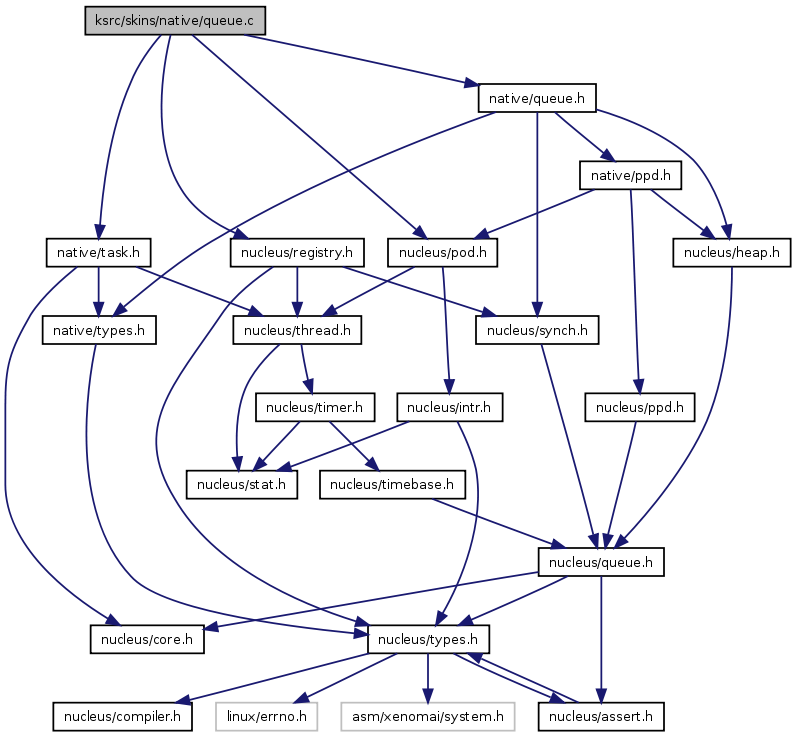 ksrc/skins/native/queue.c
native/queue.h
native/ppd.h
native/task.h
nucleus/registry.h
nucleus/pod.h
nucleus/heap.h
native/types.h
nucleus/thread.h
nucleus/synch.h
nucleus/timer.h
nucleus/intr.h
nucleus/ppd.h
nucleus/stat.h
nucleus/timebase.h
nucleus/queue.h
nucleus/core.h
nucleus/types.h
nucleus/compiler.h
linux/errno.h
asm/xenomai/system.h
nucleus/assert.h